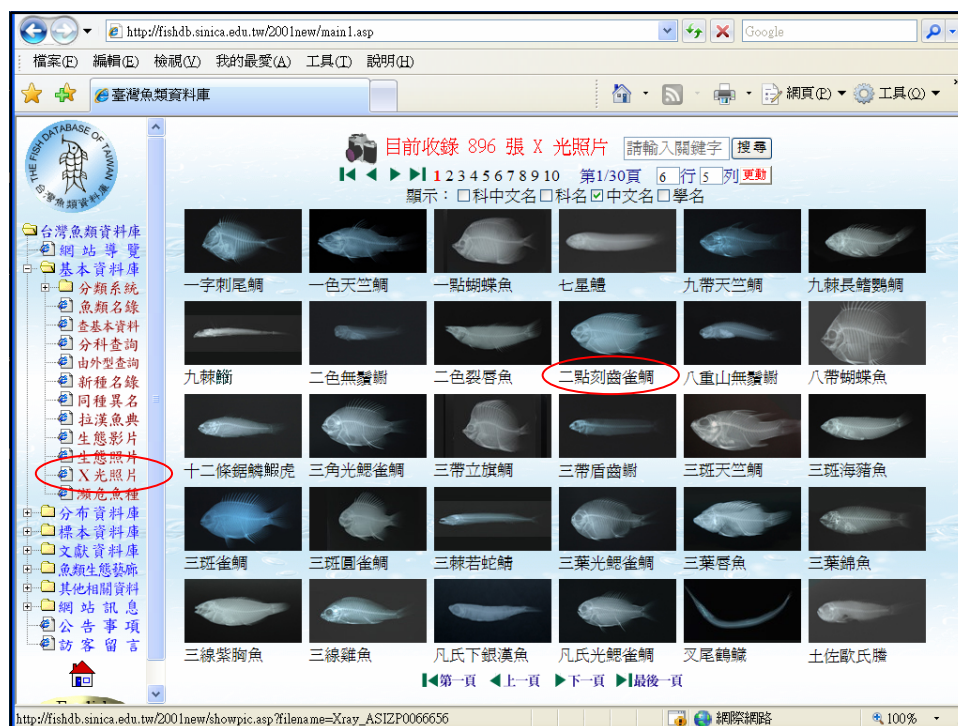 http://fishdb.sinica.edu.tw/2001new/main1.asp
Google
檔案(F) 編輯(E) 檢視(V) 我的最愛(A) 工具(T) 說明(H)
臺灣魚類資料庫
網頁(P) 工具(O)
THE FISH DATABASE OF TAIWAN
台灣魚類資料庫
目前收錄 896 張 X 光照片 請輸入關鍵字 搜尋
1 2 3 4 5 6 7 8 9 10 第1/30頁 6 行 5 列 更動
顯示：科中文名 科名 中文名 學名
台灣魚類資料庫
網站導覽
基本資料庫
分類系統
魚類名錄
查基本資料
分科查詢
由外型查詢
新種名錄
同種異名
拉漢魚典
生態影片
生態照片
X光照片
瀕危魚種
分布資料庫
標本資料庫
文獻資料庫
魚類生態藝廊
其他相關資料
網站訊息
公告事項
訪客留言
一字刺尾鯛 一色天竺鯛 一點蝴蝶魚 七星鱧 九帶天竺鯛 九棘長鰭鸚鯛
九棘鰤 二色無鬚鳚 二色裂唇魚 二點刻齒雀鯛 八重山無鬚鳚 八帶蝴蝶魚
十二條鋸鱗鰕虎 三角光鰓雀鯛 三帶立旗鯛 三帶盾齒鳚 三斑天竺鯛 三斑海豬魚
三斑雀鯛 三斑圓雀鯛 三棘若蛇鯖 三葉光鰓雀鯛 三葉唇魚 三葉錦魚
三線紫胸魚 三線雞魚 凡氏下銀漢魚 凡氏光鰓雀鯛 叉尾鶴鱵 土佐歐氏䲢
第一頁 上一頁 下一頁 最後一頁
http://fishdb.sinica.edu.tw/2001new/showpic.asp?filename=Xray_ASIZP0066656
網際網路 100%